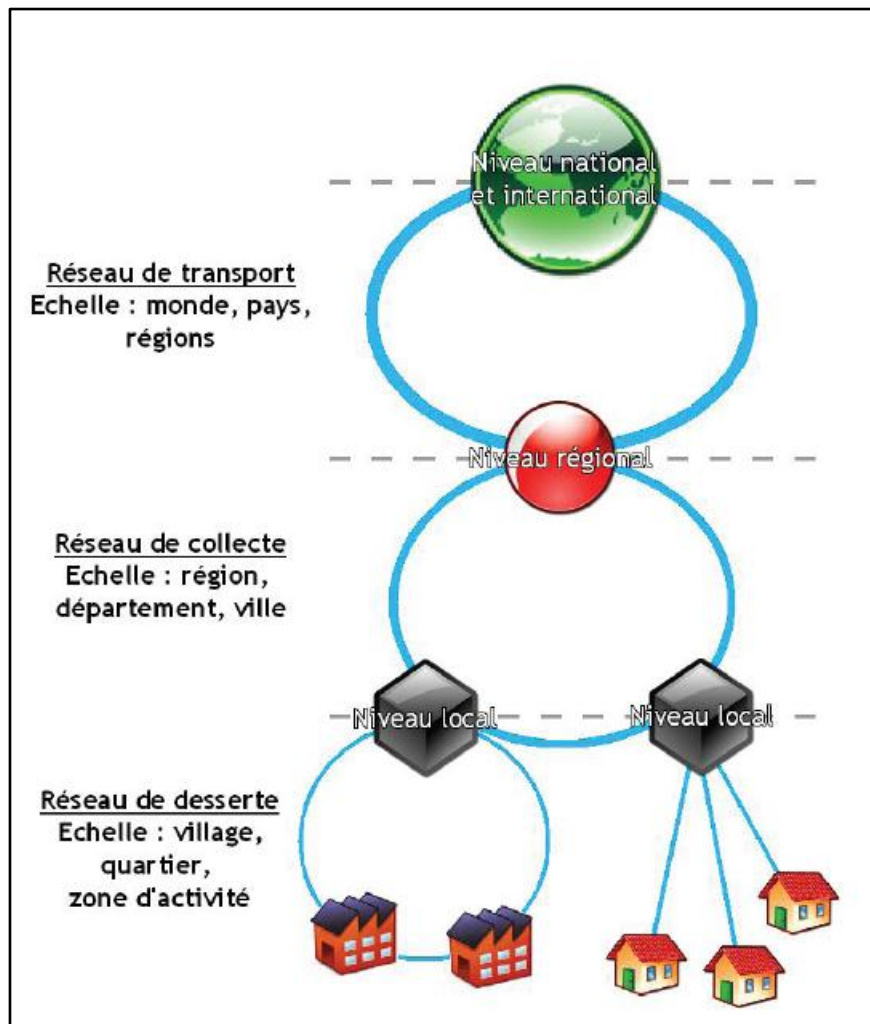 Niveau national
et international
Réseau de transport
Echelle : monde, pays,
régions
Niveau régional
Réseau de collecte
Echelle : région,
département, ville
Niveau local
Niveau local
Réseau de desserte
Echelle : village,
quartier,
zone d'activité